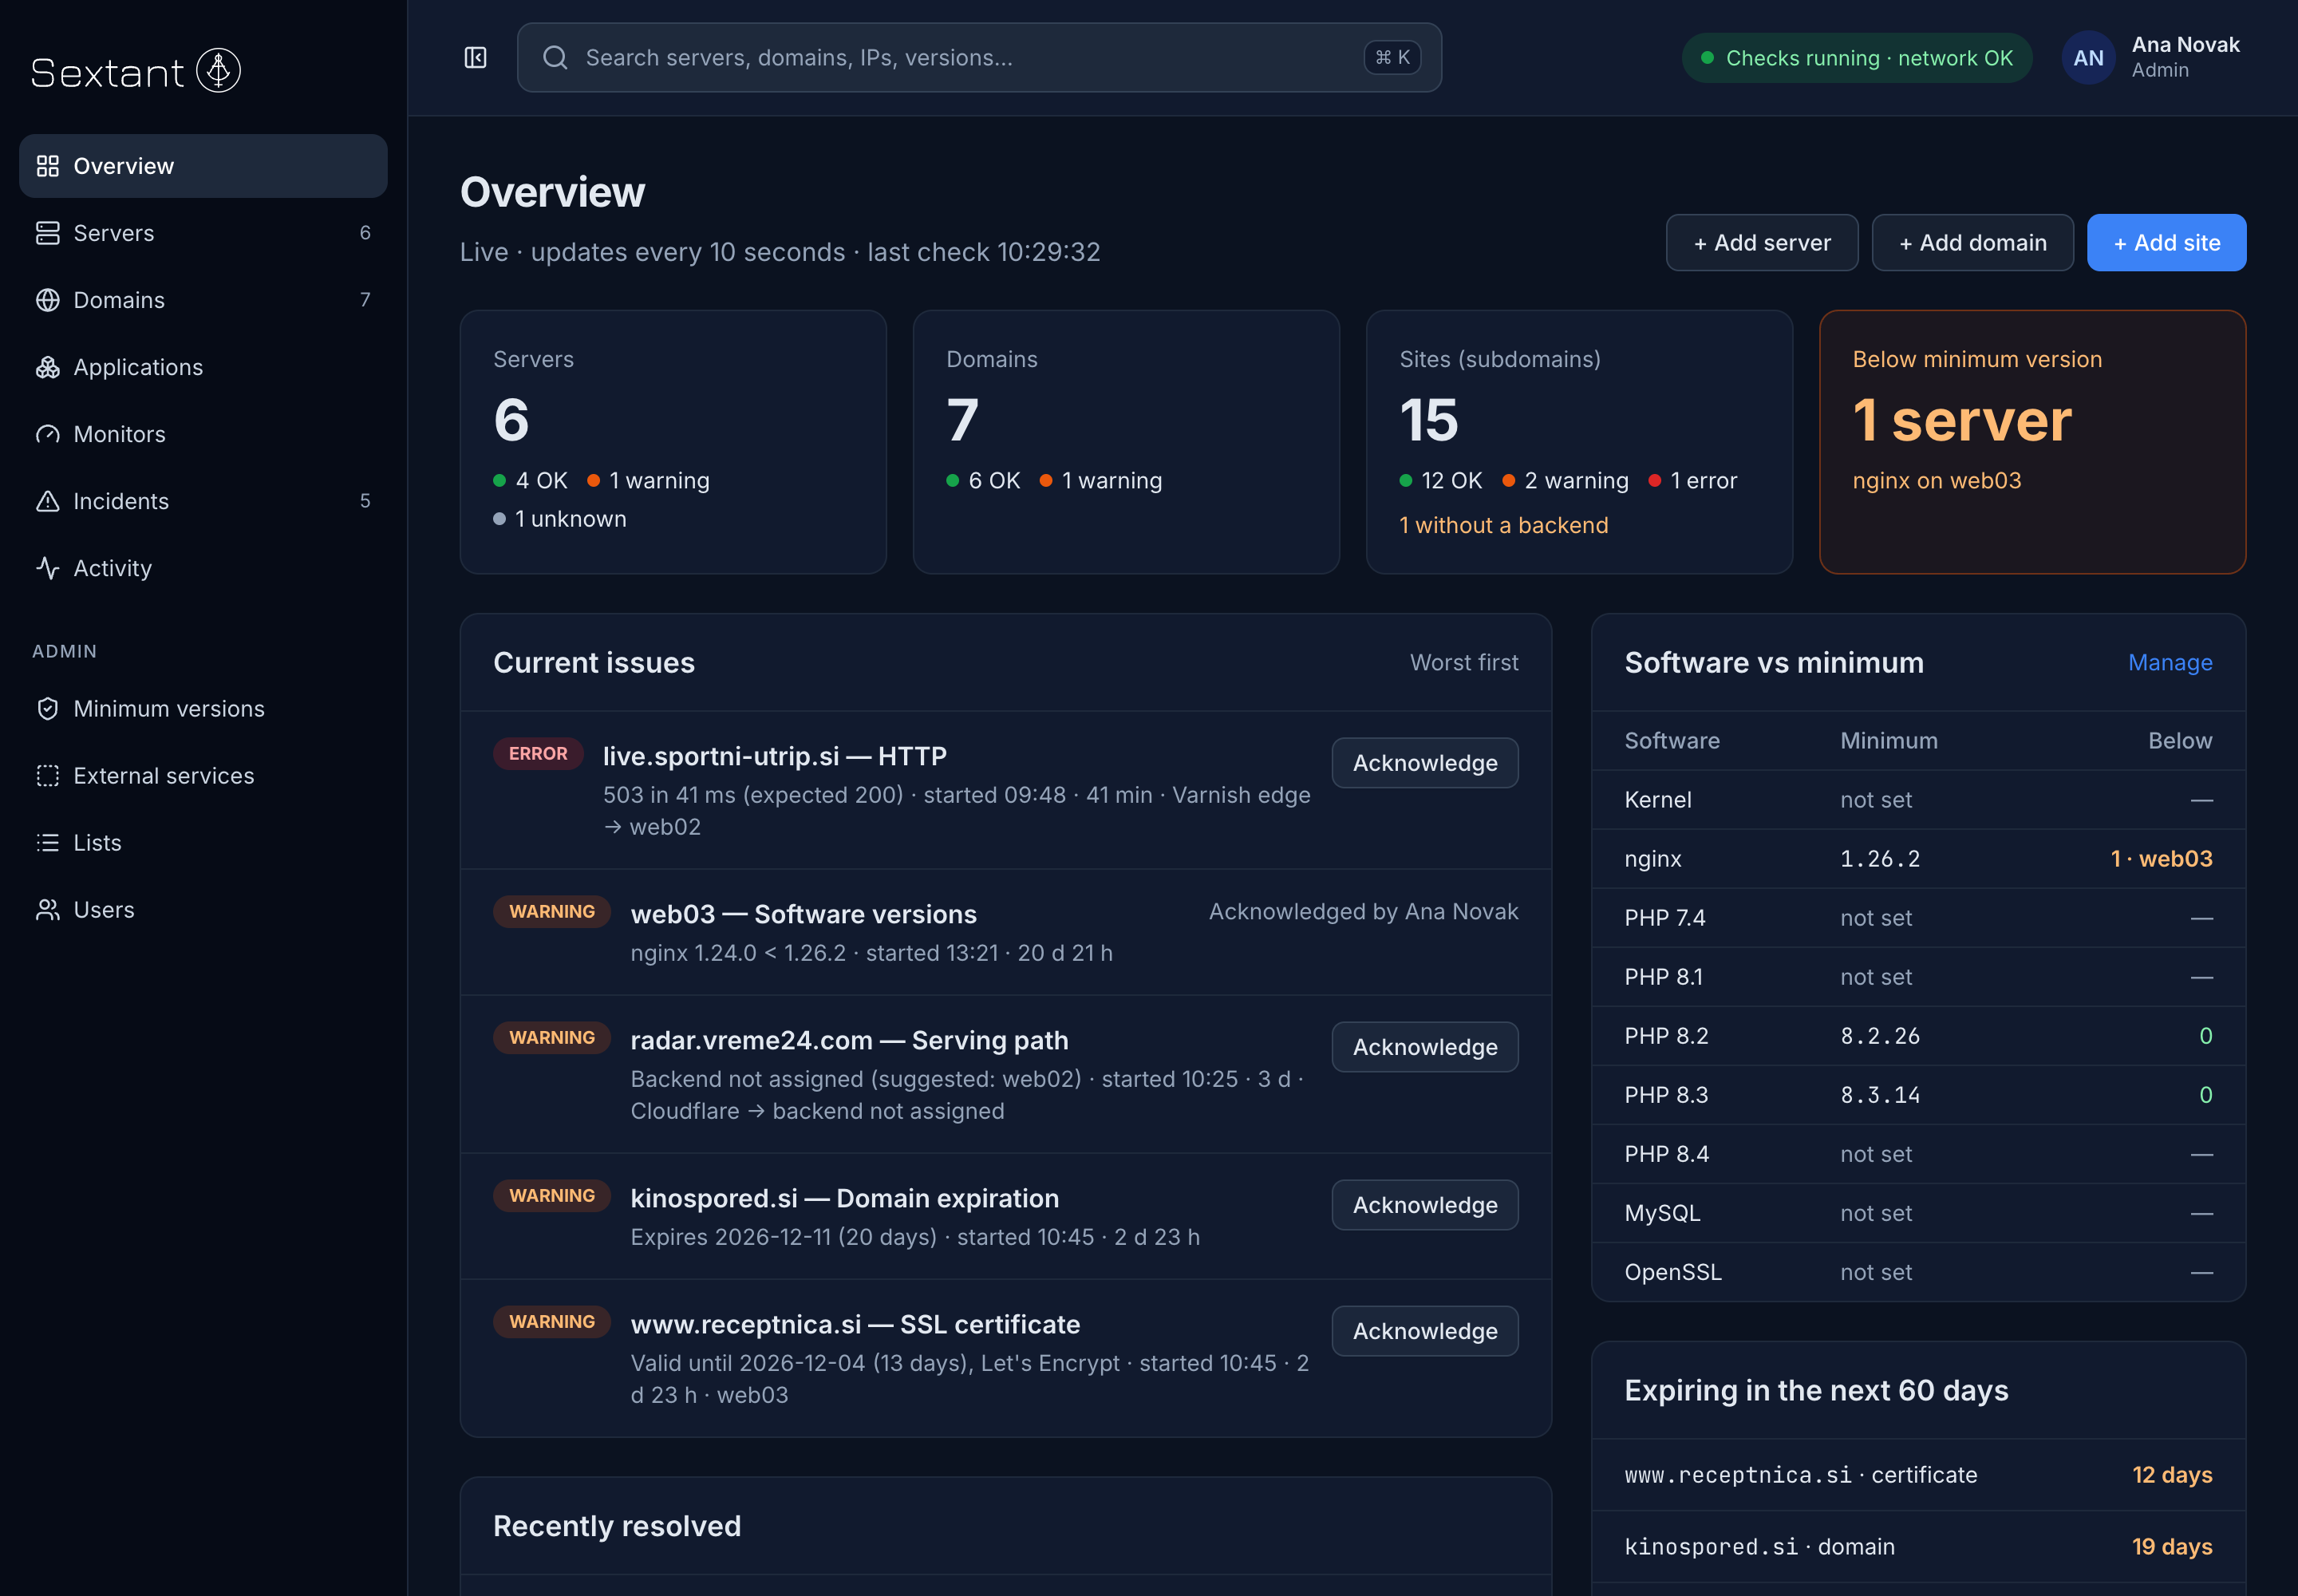 Sextant
Overview
Servers 6
Domains 7
Applications
Monitors
Incidents 5
Activity
ADMIN
Minimum versions
External services
Lists
Users
Search servers, domains, IPs, versions...
⌘ K
Checks running · network OK
AN
Ana Novak
Admin
Overview
Live · updates every 10 seconds · last check 10:29:32
+ Add server
+ Add domain
+ Add site
Servers
6
4 OK 1 warning
1 unknown
Domains
7
6 OK 1 warning
Sites (subdomains)
15
12 OK 2 warning 1 error
1 without a backend
Below minimum version
1 server
nginx on web03
Current issues
Worst first
ERROR
live.sportni-utrip.si — HTTP
503 in 41 ms (expected 200) · started 09:48 · 41 min · Varnish edge
→ web02
Acknowledge
WARNING
web03 — Software versions
nginx 1.24.0 < 1.26.2 · started 13:21 · 20 d 21 h
Acknowledged by Ana Novak
WARNING
radar.vreme24.com — Serving path
Backend not assigned (suggested: web02) · started 10:25 · 3 d ·
Cloudflare → backend not assigned
Acknowledge
WARNING
kinospored.si — Domain expiration
Expires 2026-12-11 (20 days) · started 10:45 · 2 d 23 h
Acknowledge
WARNING
www.receptnica.si — SSL certificate
Valid until 2026-12-04 (13 days), Let's Encrypt · started 10:45 · 2
d 23 h · web03
Acknowledge
Recently resolved
Software vs minimum
Manage
Software Minimum Below
Kernel not set —
nginx 1.26.2 1 · web03
PHP 7.4 not set —
PHP 8.1 not set —
PHP 8.2 8.2.26 0
PHP 8.3 8.3.14 0
PHP 8.4 not set —
MySQL not set —
OpenSSL not set —
Expiring in the next 60 days
www.receptnica.si · certificate 12 days
kinospored.si · domain 19 days